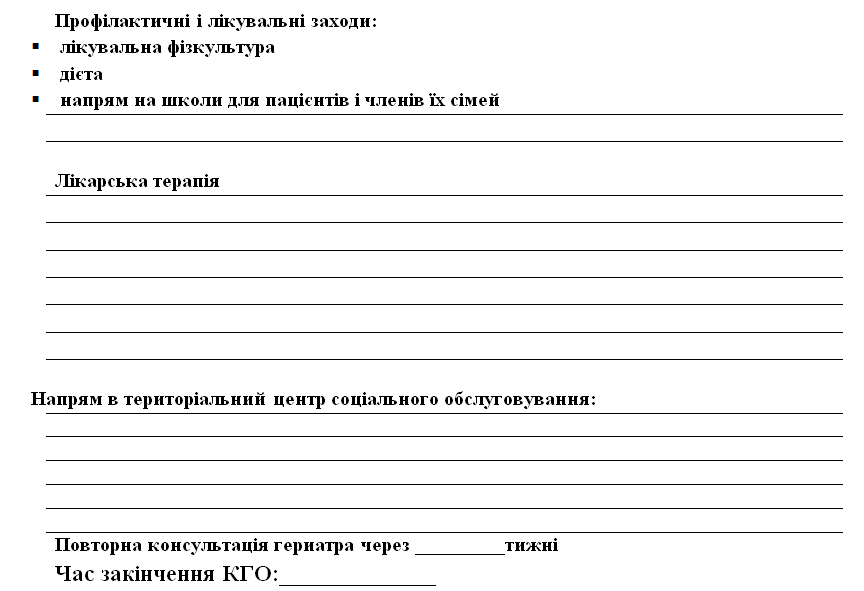 Профілактичні і лікувальні заходи:
▪ лікувальна фізкультура
▪ дієта
▪ напрям на школи для пацієнтів і членів їх сімей
Лікарська терапія
Напрям в територіальний центр соціального обслуговування:
Повторна консультація гериатра через _________тижні
Час закінчення КГО:______________